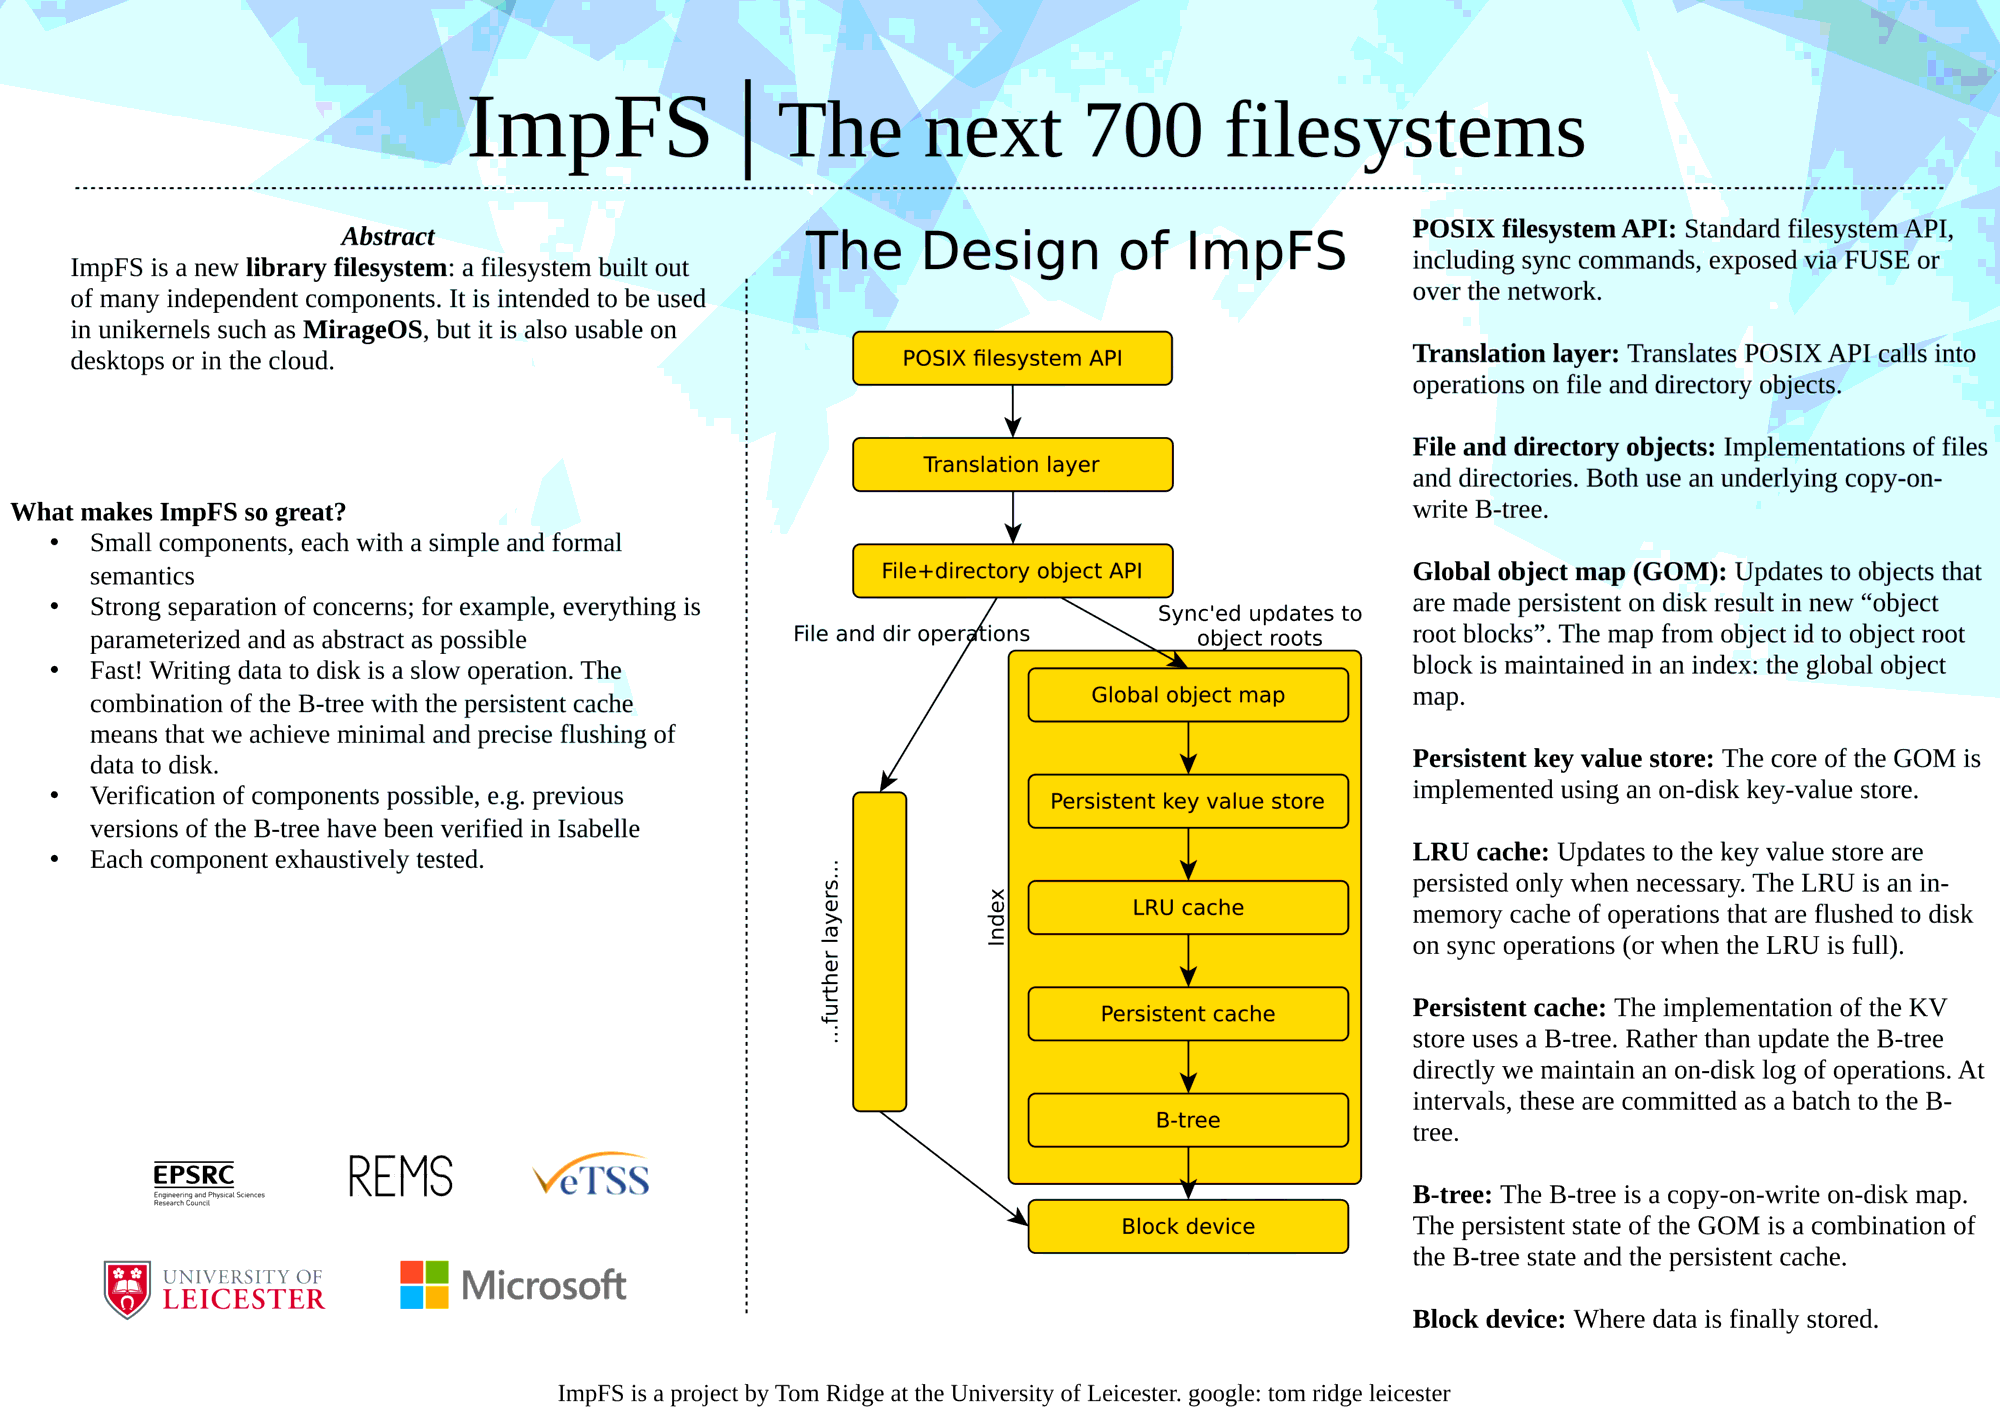 ImpFS | The next 700 filesystems
Abstract
ImpFS is a new library filesystem: a filesystem built out
of many independent components. It is intended to be used
in unikernels such as MirageOS, but it is also usable on
desktops or in the cloud.
What makes ImpFS so great?
• Small components, each with a simple and formal
semantics
• Strong separation of concerns; for example, everything is
parameterized and as abstract as possible
• Fast! Writing data to disk is a slow operation. The
combination of the B-tree with the persistent cache
means that we achieve minimal and precise flushing of
data to disk.
• Verification of components possible, e.g. previous
versions of the B-tree have been verified in Isabelle
• Each component exhaustively tested.
EPSRC
Engineering and Physical Sciences
Research Council
REMS
eTSS
UNIVERSITY OF
LEICESTER
Microsoft
The Design of ImpFS
POSIX filesystem API
Translation layer
File+directory object API
File and dir operations
Sync'ed updates to
object roots
Global object map
Persistent key value store
LRU cache
Persistent cache
B-tree
Index
...further layers...
Block device
POSIX filesystem API: Standard filesystem API,
including sync commands, exposed via FUSE or
over the network.
Translation layer: Translates POSIX API calls into
operations on file and directory objects.
File and directory objects: Implementations of files
and directories. Both use an underlying copy-on-
write B-tree.
Global object map (GOM): Updates to objects that
are made persistent on disk result in new “object
root blocks”. The map from object id to object root
block is maintained in an index: the global object
map.
Persistent key value store: The core of the GOM is
implemented using an on-disk key-value store.
LRU cache: Updates to the key value store are
persisted only when necessary. The LRU is an in-
memory cache of operations that are flushed to disk
on sync operations (or when the LRU is full).
Persistent cache: The implementation of the KV
store uses a B-tree. Rather than update the B-tree
directly we maintain an on-disk log of operations. At
intervals, these are committed as a batch to the B-
tree.
B-tree: The B-tree is a copy-on-write on-disk map.
The persistent state of the GOM is a combination of
the B-tree state and the persistent cache.
Block device: Where data is finally stored.
ImpFS is a project by Tom Ridge at the University of Leicester. google: tom ridge leicester